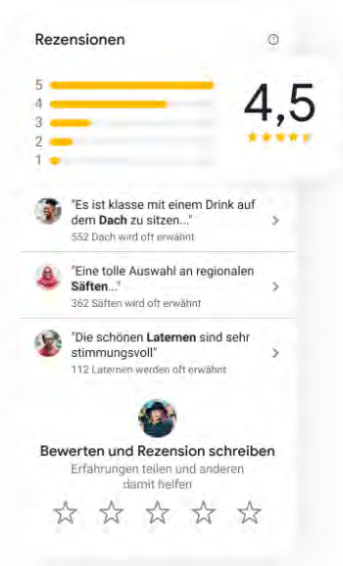 Rezensionen
5
4
3
2
1
4,5
"Es ist klasse mit einem Drink auf
dem Dach zu sitzen..."
552 Dach wird oft erwähnt
"Eine tolle Auswahl an regionalen
Säften..."
362 Säften wird oft erwähnt
"Die schönen Laternen sind sehr
stimmungsvoll"
112 Laternen werden oft erwähnt
Bewerten und Rezension schreiben
Erfahrungen teilen und anderen
damit helfen